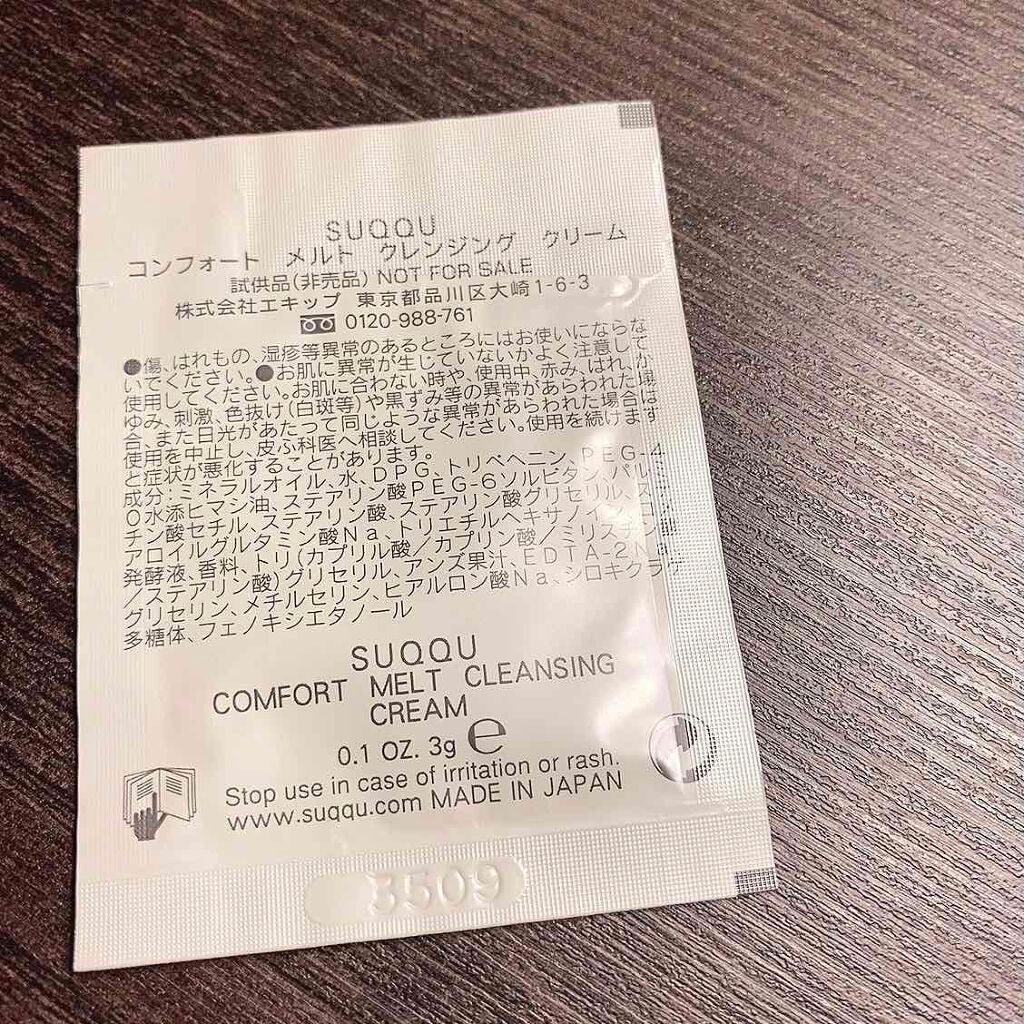 SUQQU
コンフォート メルト クレンジング クリーム
試供品(非売品) NOT FOR SALE
株式会社エキップ 東京都品川区大崎1-6-3
0120-988-761
●傷、はれもの、湿疹等異常のあるところにはお使いにならな
いでください。●お肌に異常が生じていないかよく注意して
使用してください。お肌に合わない時や、使用中、赤み、はれ、か
ゆみ、刺激、色抜け(白斑等)や黒ずみ等の異常があらわれた場
合、また日光があたって同じような異常があらわれた場合は
使用を中止し、皮ふ科医へ相談してください。使用を続けます
と症状が悪化することがあります。
成分:ミネラルオイル、水、DPG、トリベヘニン、PEG-4
0水添ヒマシ油、ステアリン酸PEG-6ソルビタン、パルミ
チン酸セチル、ステアリン酸、ステアリン酸グリセリル、ステ
アロイルグルタミン酸Na、トリエチルヘキサノイン、
発酵液、香料、トリ(カプリル酸/カプリン酸/ミリスチン
/ステアリン酸)グリセリル、アンズ果汁、EDTA-2N
グリセリン、メチルセリン、ヒアルロン酸Na、シロキクラゲ
多糖体、フェノキシエタノール
SUQQU
COMFORT MELT CLEANSING
CREAM
0.1 OZ. 3g e
Stop use in case of irritation or rash.
www.suqqu.com MADE IN JAPAN
3509